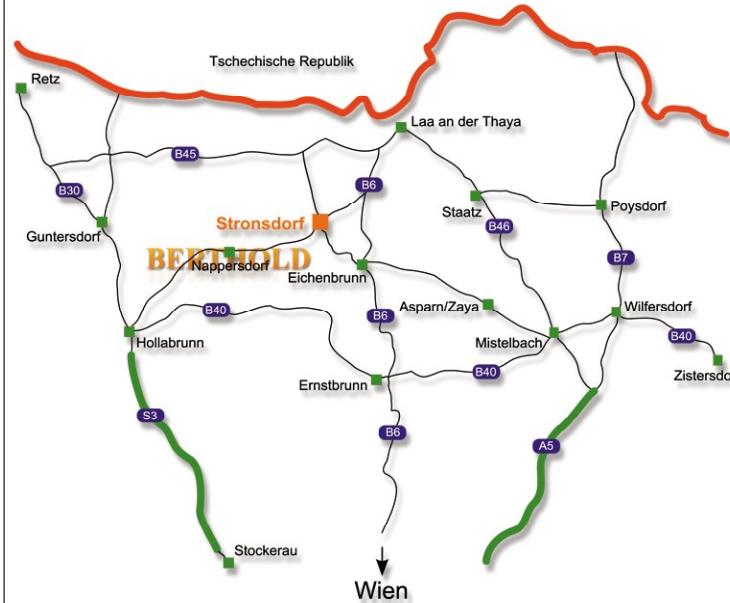 Tschechische Republik
Retz
Laa an der Thaya
B45
B30
B6
Staatz
Poysdorf
Stronsdorf
B46
Guntersdorf
BERTHOLD
Nappersdorf
Eichenbrunn
B7
B40
B6
Asparn/Zaya
Wilfersdorf
Hollabrunn
Mistelbach
B40
Ernstbrunn
B40
Zistersdo
S3
B6
A5
Stockerau
Wien